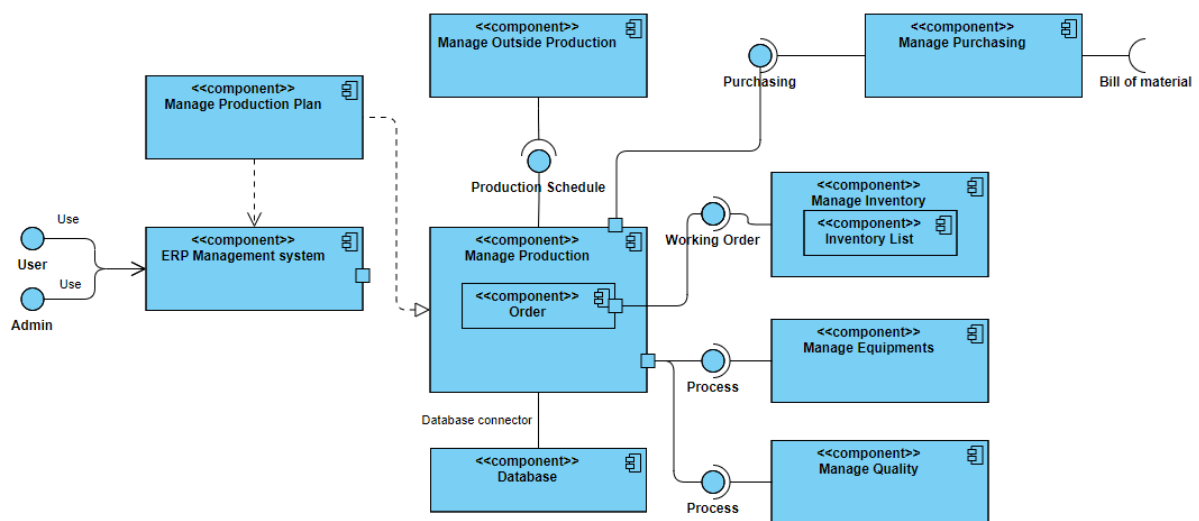 <<component>>
Manage Outside Production
<<component>>
Manage Purchasing
Purchasing
Bill of material
<<component>>
Manage Production Plan
Production Schedule
<<component>>
Manage Inventory
<<component>>
Inventory List
Working Order
Use
User
Use
Admin
<<component>>
ERP Management system
<<component>>
Manage Production
<<component>>
Order
<<component>>
Manage Equipments
Process
Database connector
<<component>>
Database
<<component>>
Manage Quality
Process